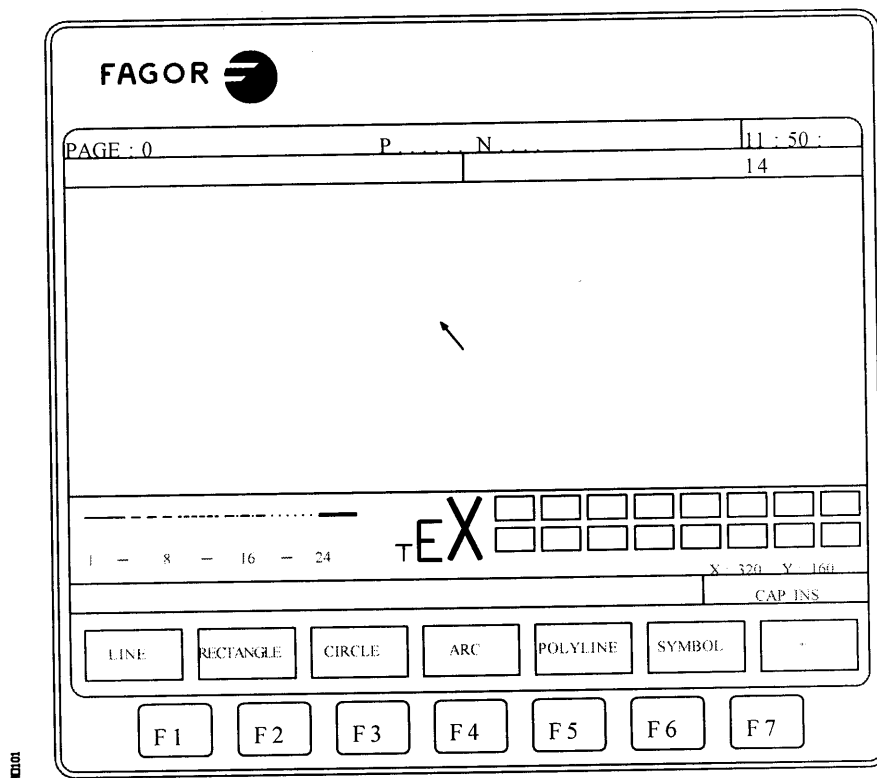 FAGOR
PAGE : 0 P . . . . . . N . . . . 11 : 50 :
14
TEX
1 - 8 - 16 - 24
X : 320 Y : 160
CAP INS
LINE RECTANGLE CIRCLE ARC POLYLINE SYMBOL +
F1 F2 F3 F4 F5 F6 F7